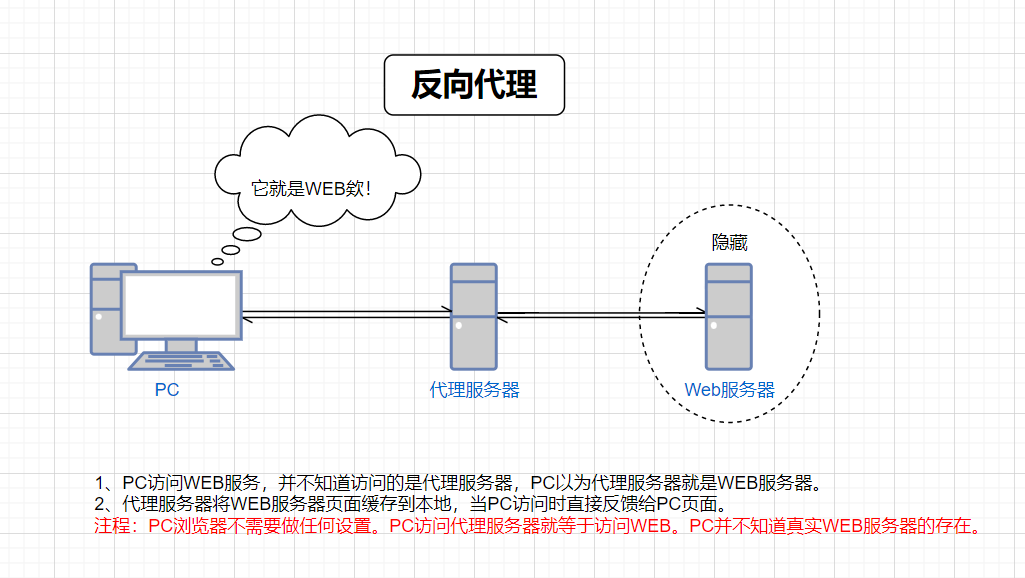 反向代理
它就是WEB欸！
隐藏
PC
代理服务器
Web服务器
1、PC访问WEB服务，并不知道访问的是代理服务器，PC以为代理服务器就是WEB服务器。
2、代理服务器将WEB服务器页面缓存到本地，当PC访问时直接反馈给PC页面。
注程：PC浏览器不需要做任何设置。PC访问代理服务器就等于访问WEB。PC并不知道真实WEB服务器的存在。